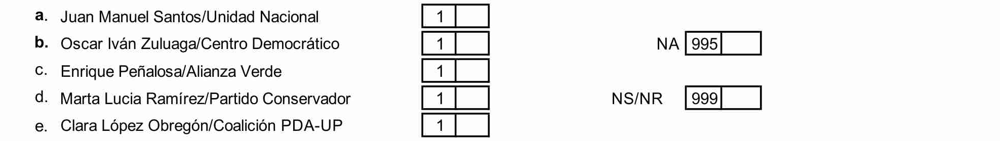 a. Juan Manuel Santos/Unidad Nacional 1
b. Oscar Iván Zuluaga/Centro Democrático 1 NA 995
c. Enrique Peñalosa/Alianza Verde 1
d. Marta Lucia Ramírez/Partido Conservador 1 NS/NR 999
e. Clara López Obregón/Coalición PDA-UP 1